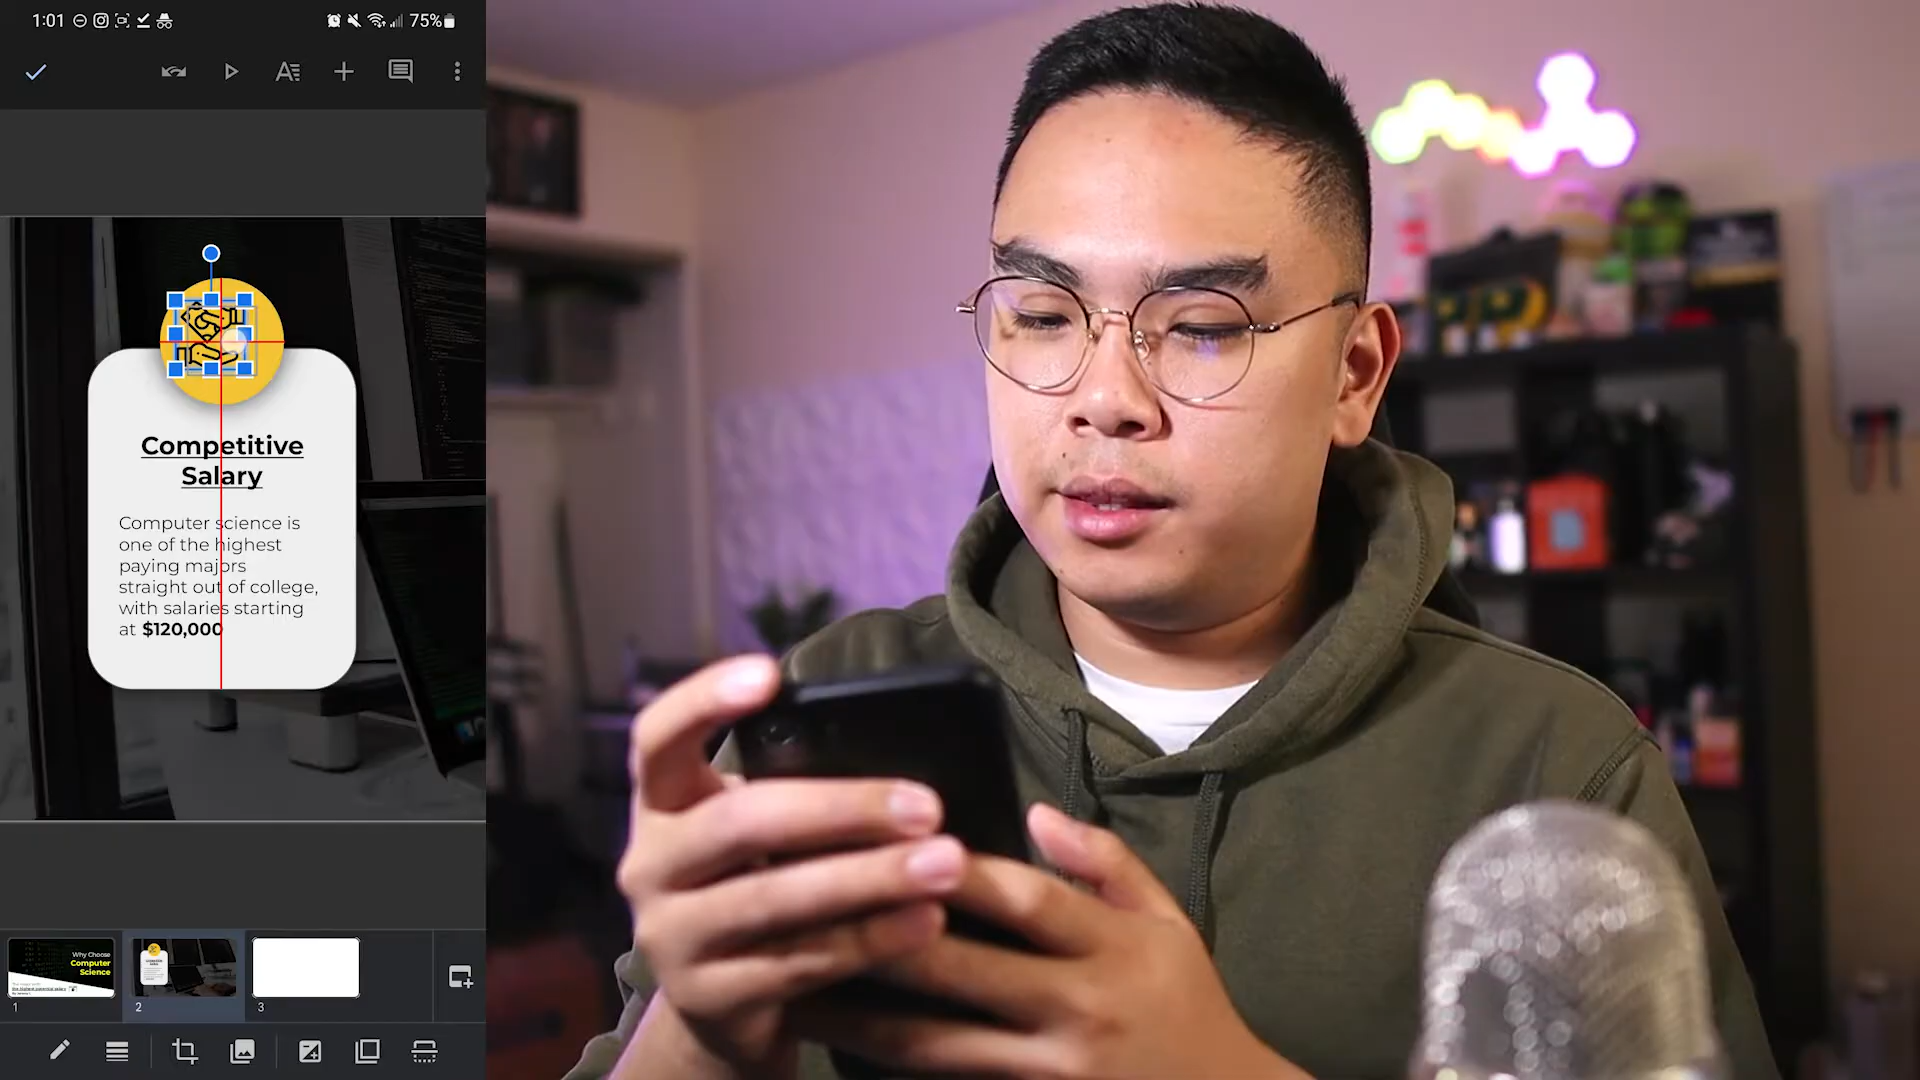 1:01
75%
Competitive
Salary
Computer science is
one of the highest
paying majors
straight out of college,
with salaries starting
at $120,000
Why Choose
Computer
Science
1
2
3